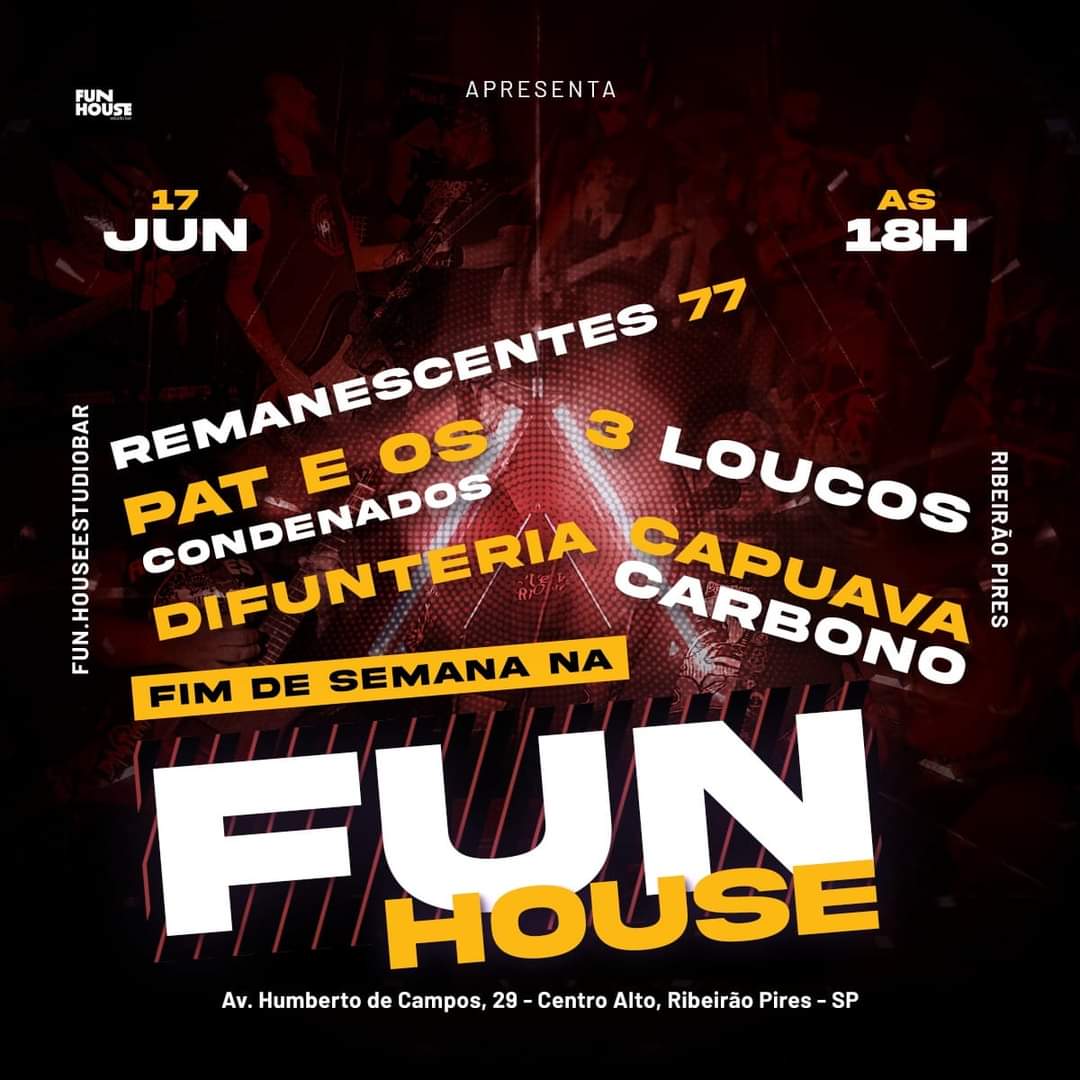 FUN
HOUSE
APRESENTA
17
JUN
AS
18H
REMANESCENTES 77
PAT E OS
CONDENADOS
DIFUNTERIA
3 LOUCOS
CAPUAVA
CARBONO
FUN.HOUSEESTUDIOBAR
RIBEIRÃO PIRES
FIM DE SEMANA NA
FUN
HOUSE
Av. Humberto de Campos, 29 - Centro Alto, Ribeirão Pires - SP